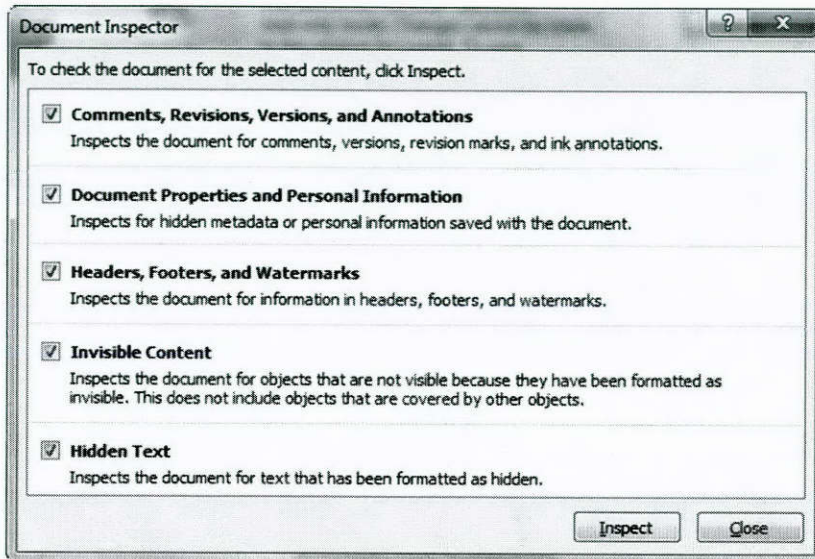 Document Inspector
To check the document for the selected content, click Inspect.
Comments, Revisions, Versions, and Annotations
Inspects the document for comments, versions, revision marks, and ink annotations.
Document Properties and Personal Information
Inspects for hidden metadata or personal information saved with the document.
Headers, Footers, and Watermarks
Inspects the document for information in headers, footers, and watermarks.
Invisible Content
Inspects the document for objects that are not visible because they have been formatted as
invisible. This does not include objects that are covered by other objects.
Hidden Text
Inspects the document for text that has been formatted as hidden.
Inspect Close